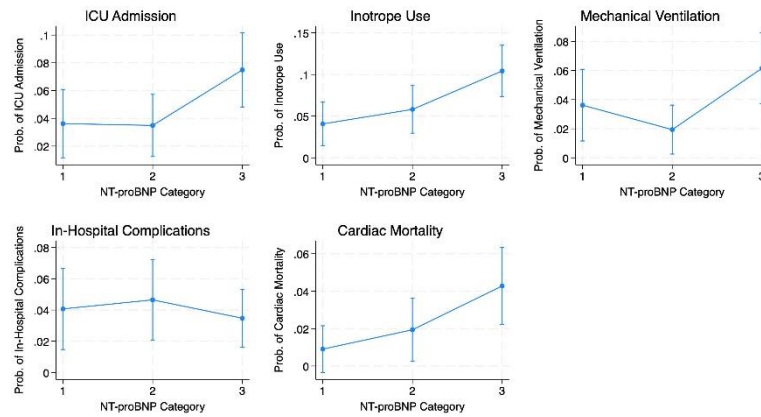 ICU Admission
Prob. of ICU Admission
.1
.08
.06
.04
.02
1 2 3
NT-proBNP Category
Inotrope Use
Prob. of Inotrope Use
.15
.1
.05
0
1 2 3
NT-proBNP Category
Mechanical Ventilation
Prob. of Mechanical Ventilation
.08
.06
.04
.02
0
1 2 3
NT-proBNP Category
In-Hospital Complications
Prob. of In-Hospital Complications
.08
.06
.04
.02
0
1 2 3
NT-proBNP Category
Cardiac Mortality
Prob. of Cardiac Mortality
.06
.04
.02
0
1 2 3
NT-proBNP Category